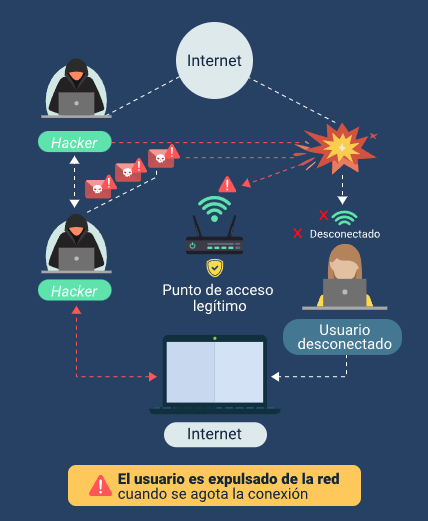 Internet
Hacker
Desconectado
Hacker
Punto de acceso
legítimo
Usuario
desconectado
Internet
El usuario es expulsado de la red
cuando se agota la conexión